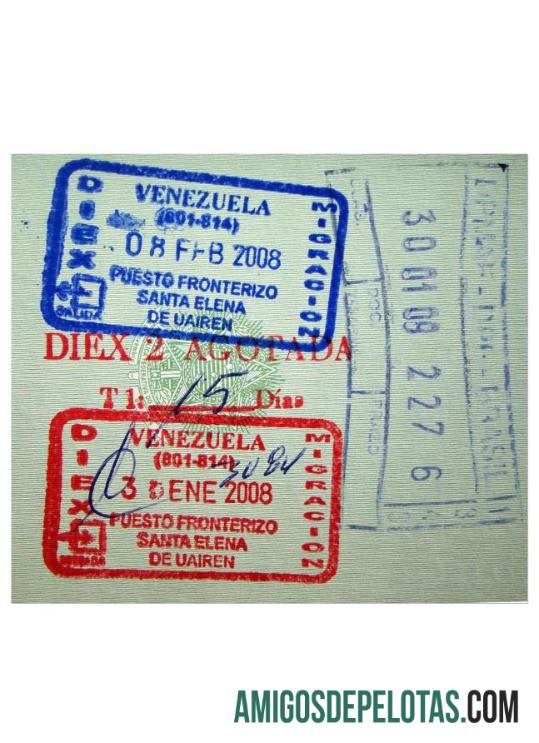 VENEZUELA
(801-814)
08 FEB 2008
PUESTO FRONTERIZO
SANTA ELENA
DE UAIREN
DIEX
MIGRACION
SALIDA
DIEX 2 AGOTADA
T 1: 15 Días
VENEZUELA
(801-814)
3 ENE 2008
PUESTO FRONTERIZO
SANTA ELENA
DE UAIREN
DIEX
MIGRACION
30 01 09 227 6
AMIGOSDEPELOTAS.COM